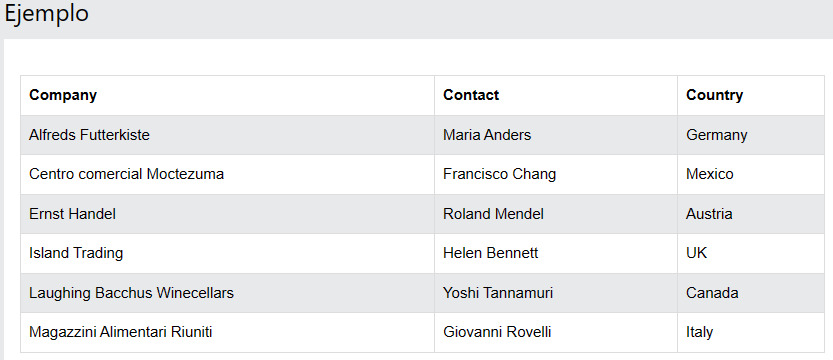 Ejemplo
Company Contact Country
Alfreds Futterkiste Maria Anders Germany
Centro comercial Moctezuma Francisco Chang Mexico
Ernst Handel Roland Mendel Austria
Island Trading Helen Bennett UK
Laughing Bacchus Winecellars Yoshi Tannamuri Canada
Magazzini Alimentari Riuniti Giovanni Rovelli Italy